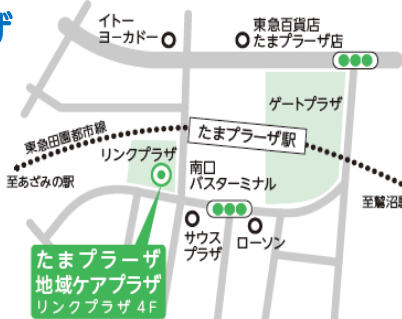 ザ
イトー
ヨーカドー
東急百貨店
たまプラーザ店
ゲートプラザ
東急田園都市線
たまプラーザ駅
リンクプラザ
南口
バスターミナル
至あざみの駅
至鷺沼駅
サウス
プラザ
ローソン
たまプラーザ
地域ケアプラザ
リンクプラザ 4F